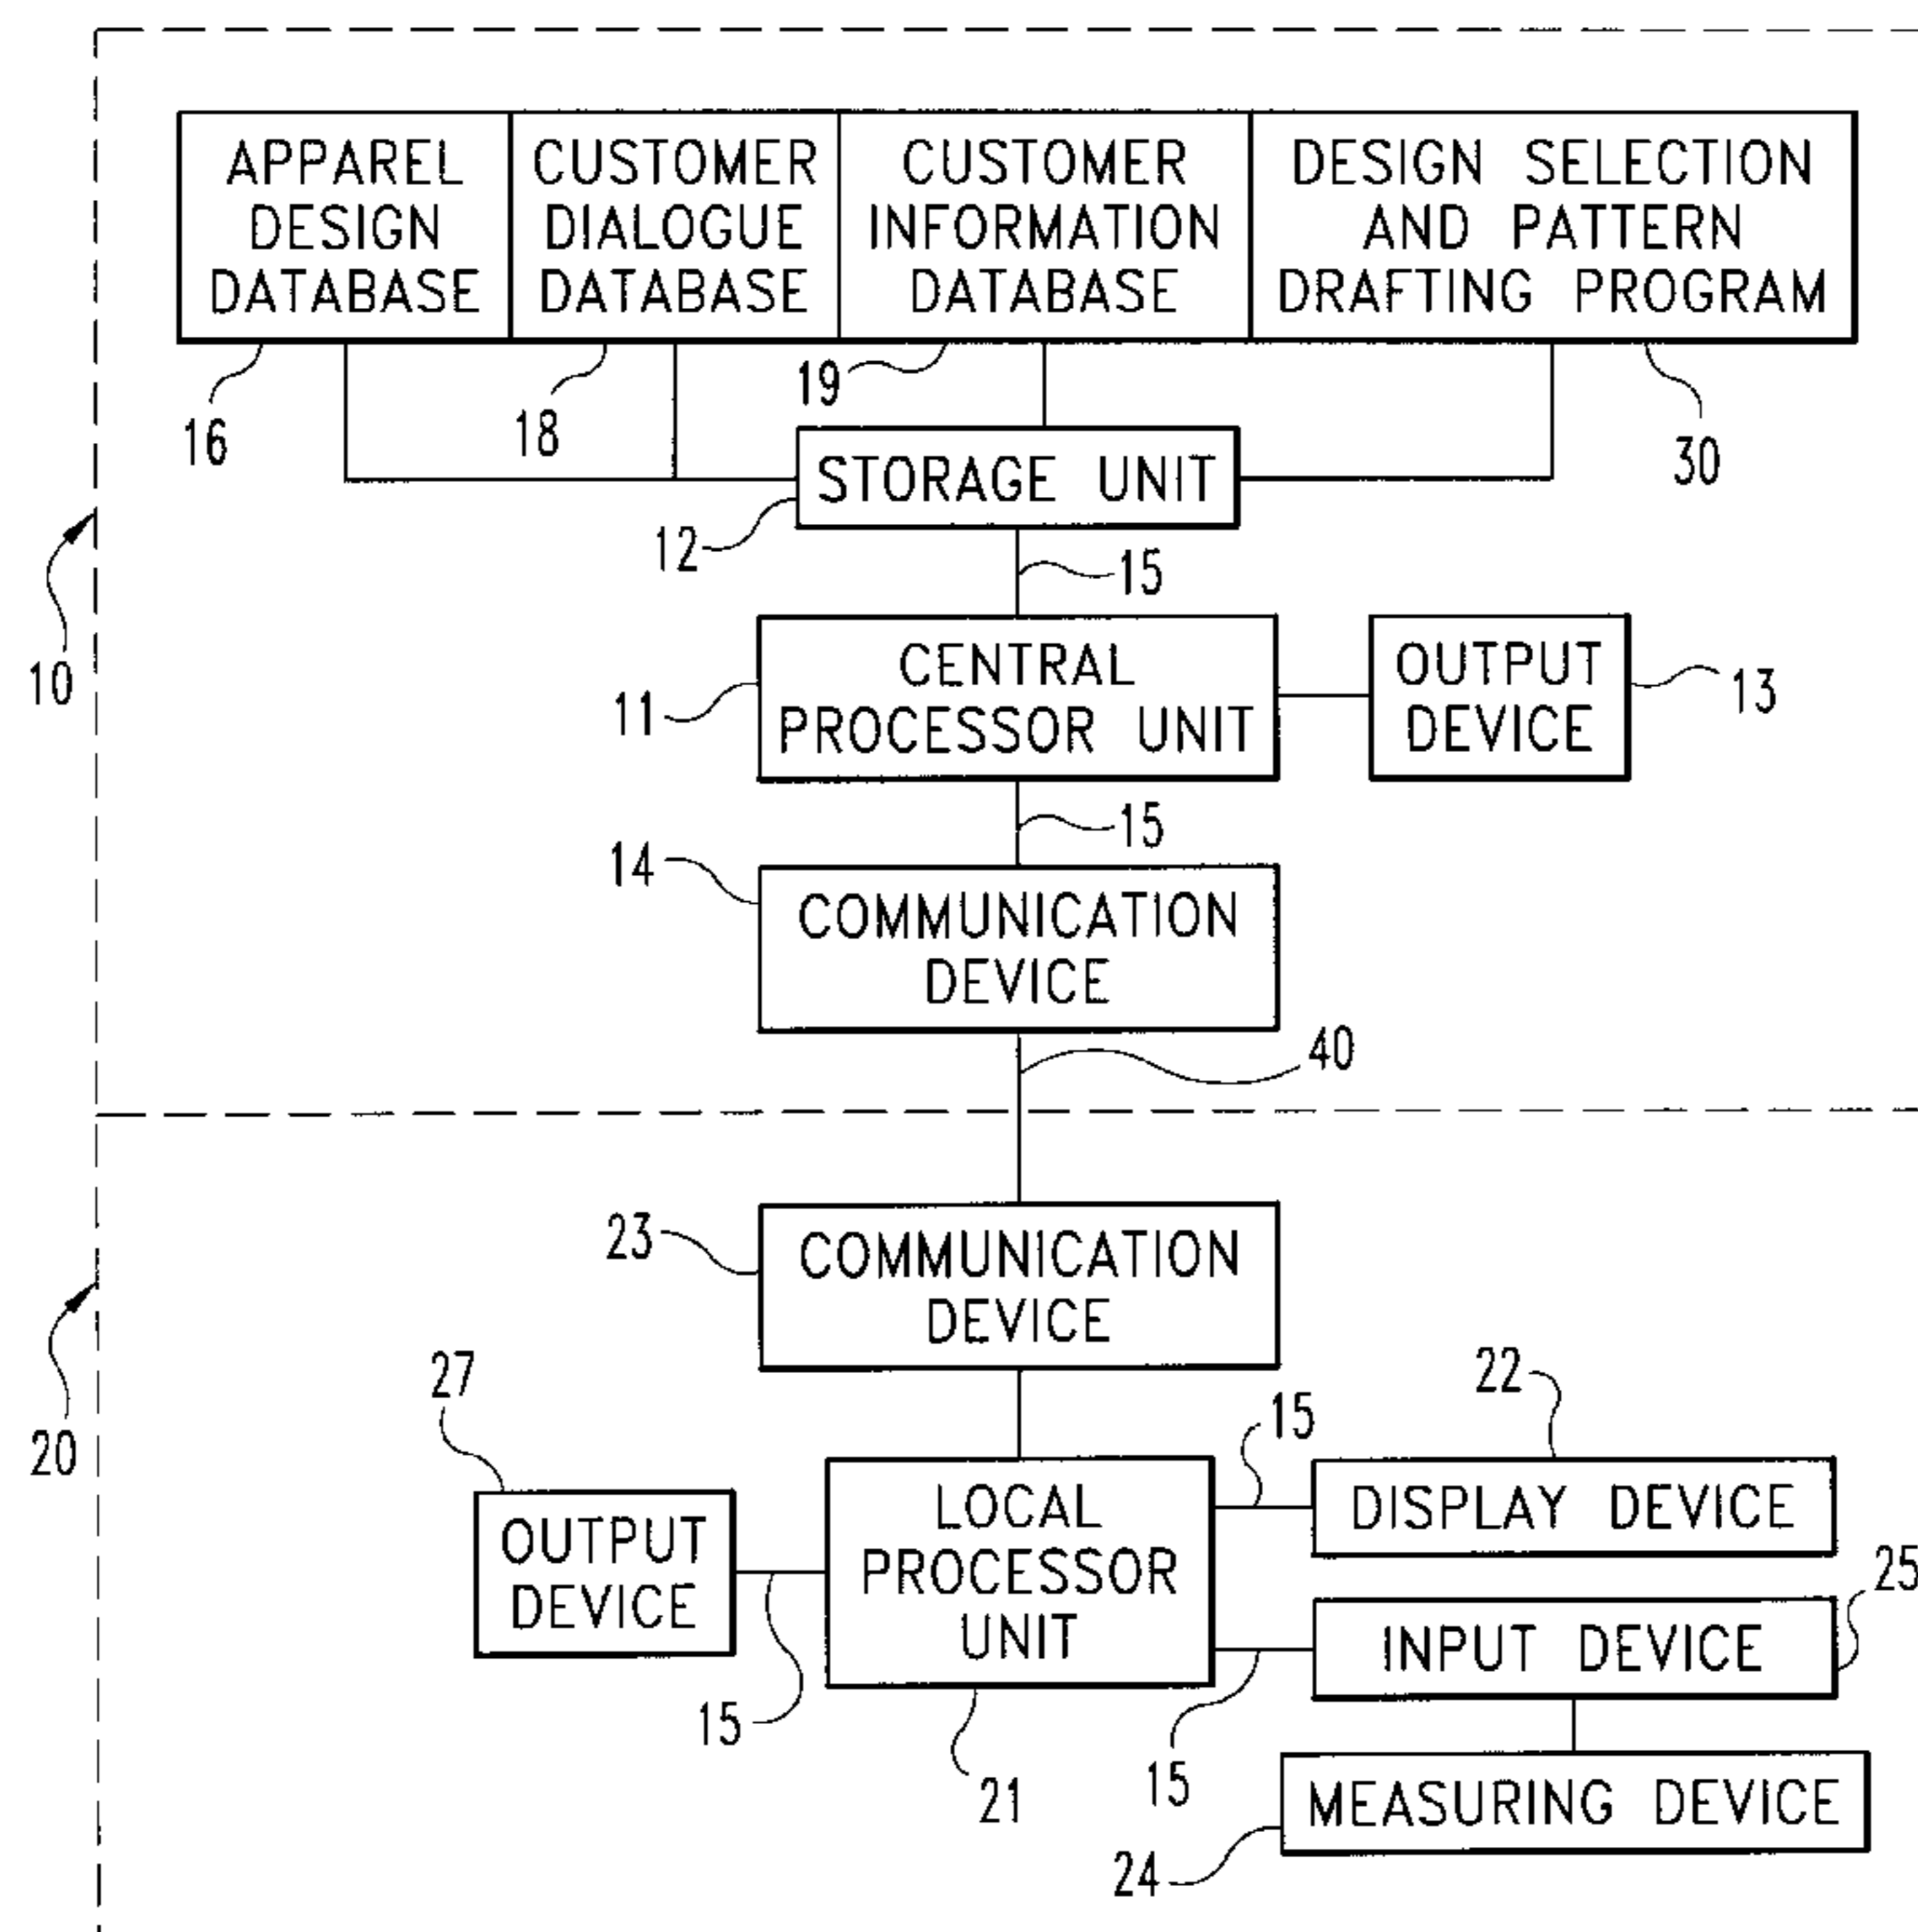 APPAREL
DESIGN
DATABASE
CUSTOMER
DIALOGUE
DATABASE
CUSTOMER
INFORMATION
DATABASE
DESIGN SELECTION
AND PATTERN
DRAFTING PROGRAM
16
18
19
30
STORAGE UNIT
12
15
10
CENTRAL
PROCESSOR UNIT
11
OUTPUT
DEVICE
13
15
14
COMMUNICATION
DEVICE
40
23
COMMUNICATION
DEVICE
20
27
OUTPUT
DEVICE
15
LOCAL
PROCESSOR
UNIT
21
15
22
DISPLAY DEVICE
25
INPUT DEVICE
15
MEASURING DEVICE
24